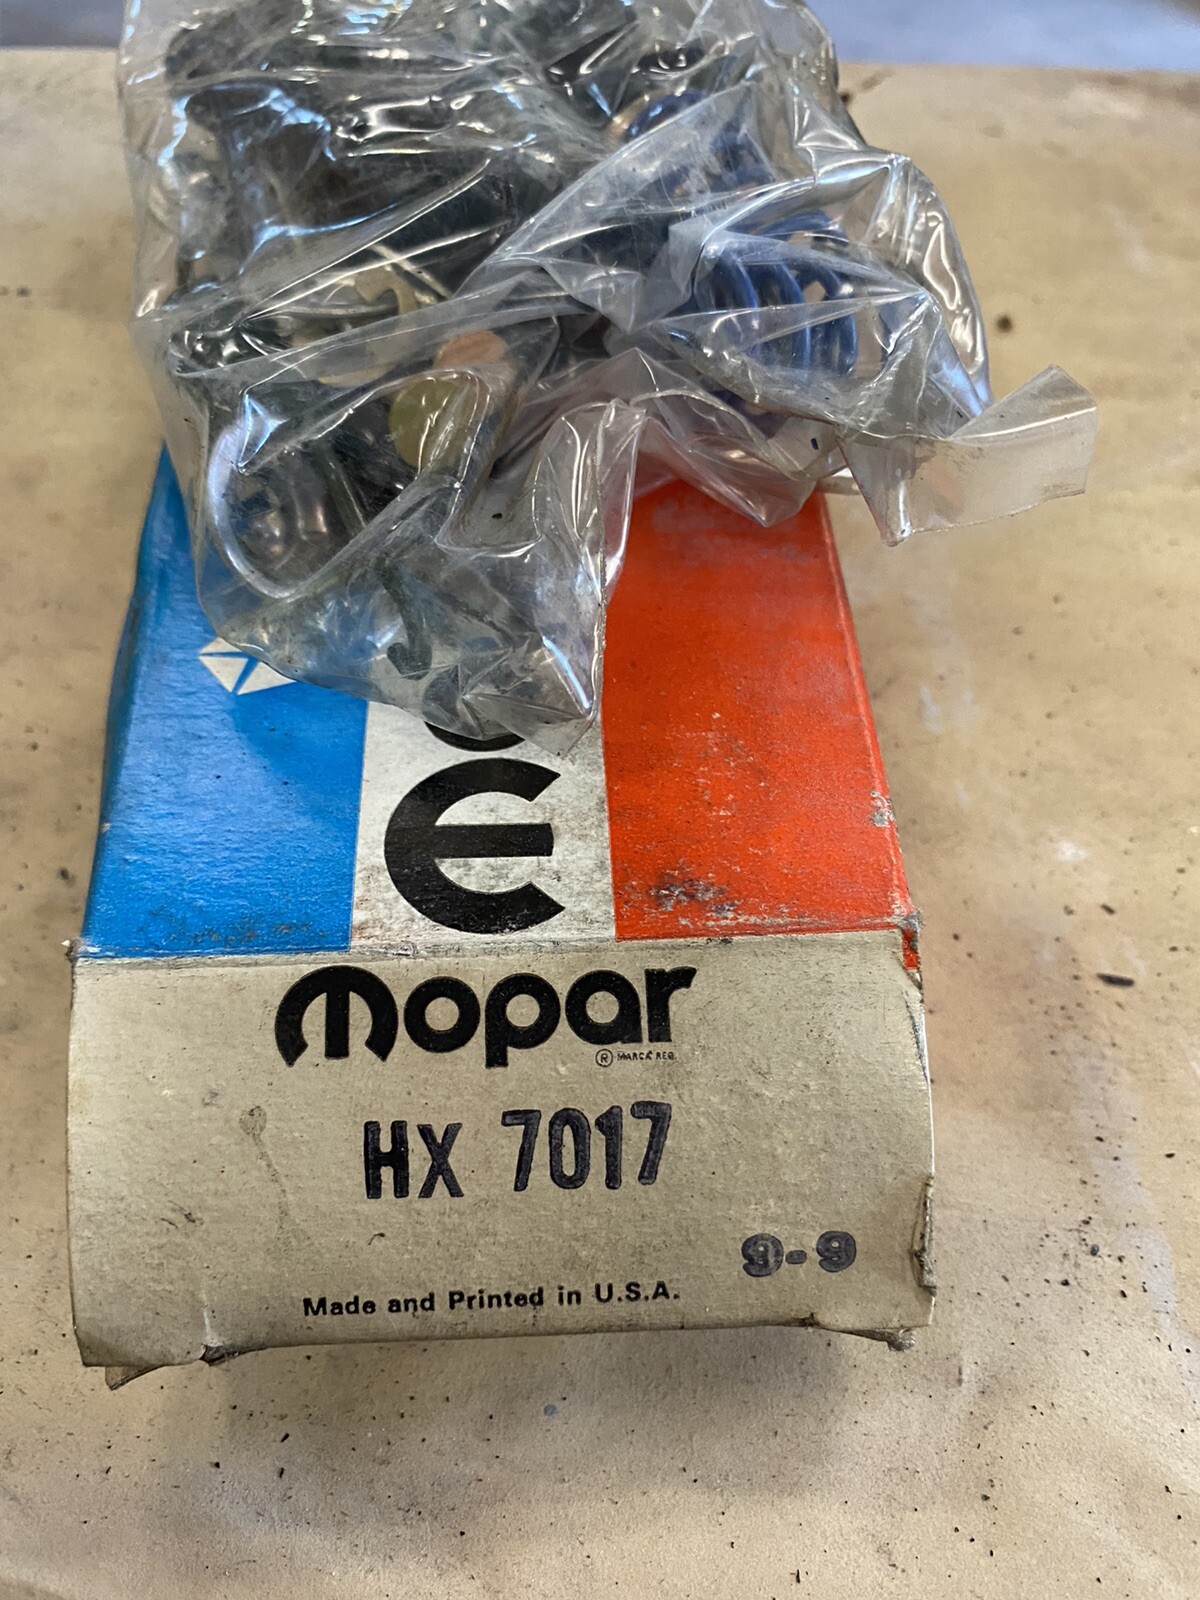 mopar
® MARCA REG.
HX 7017
9-9
Made and Printed in U.S.A.